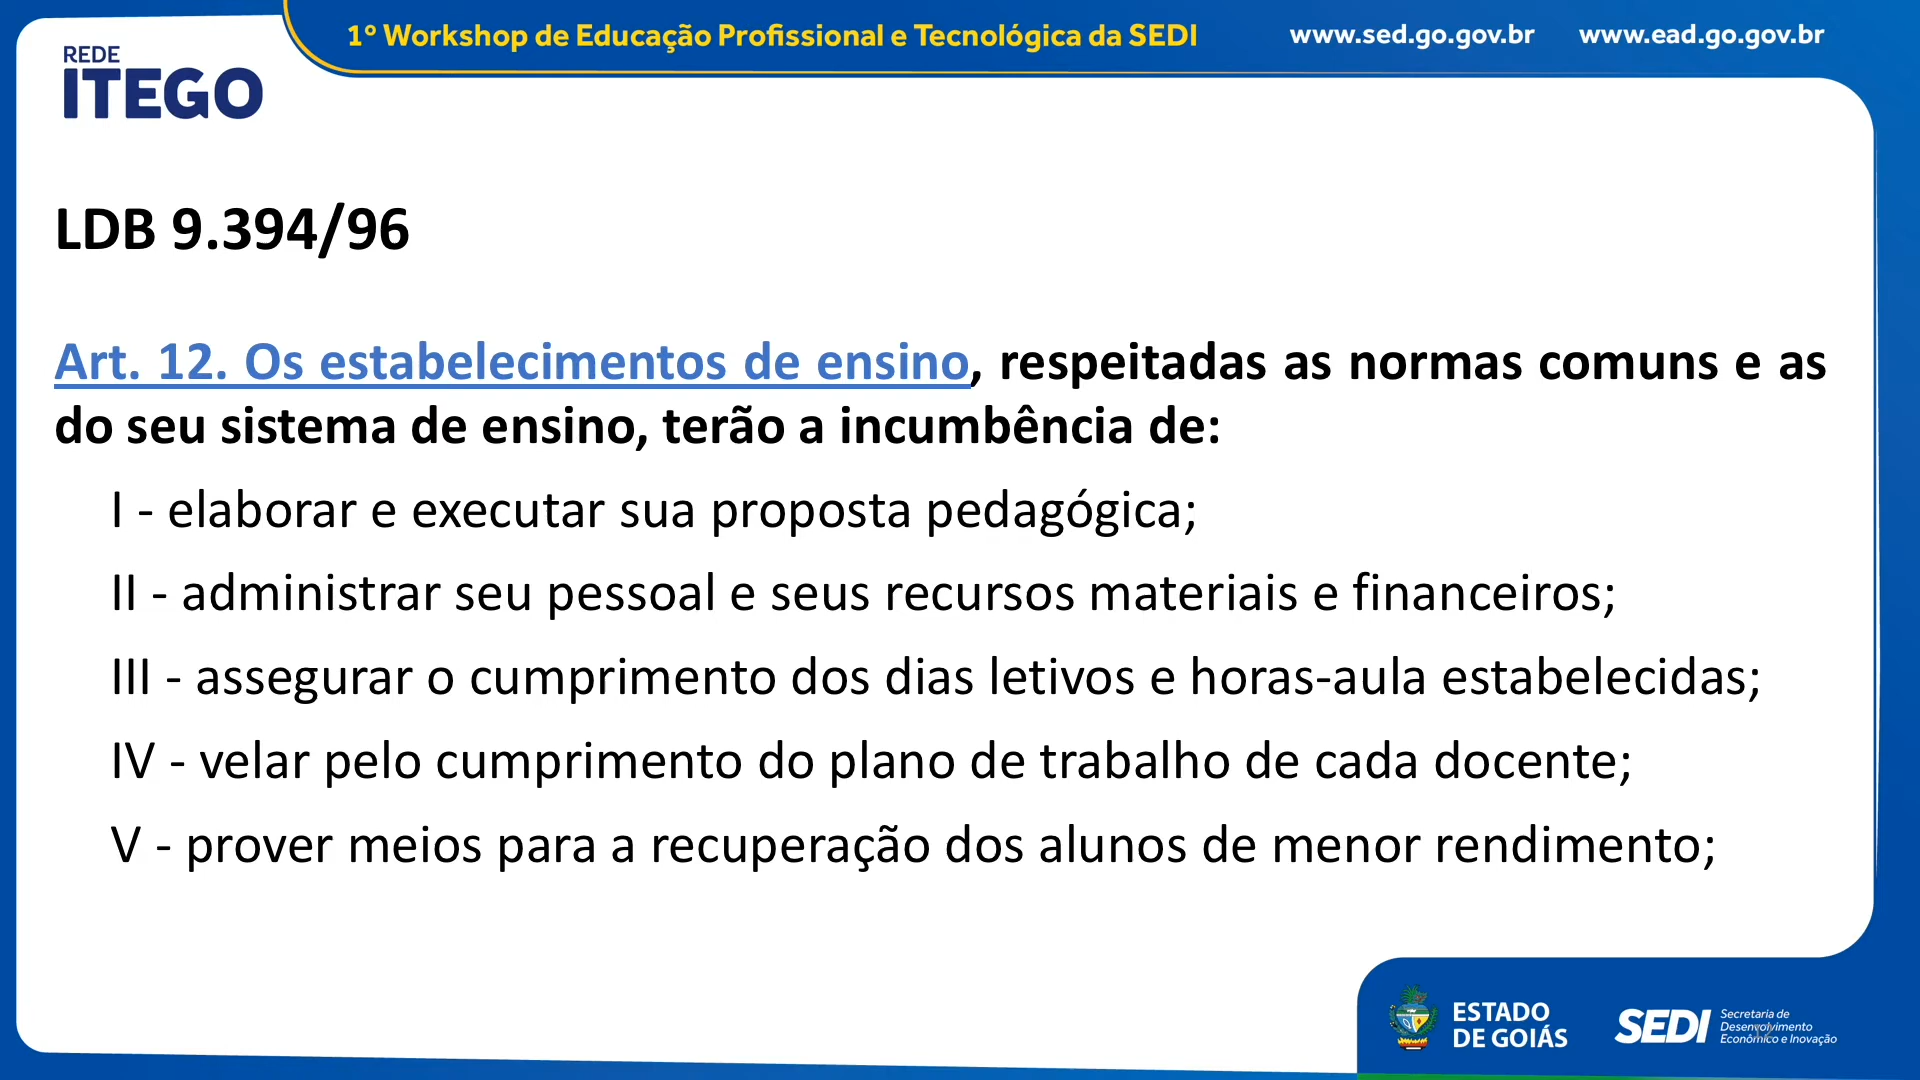 1º Workshop de Educação Profissional e Tecnológica da SEDI
www.sed.go.gov.br www.ead.go.gov.br
REDE
ITEGO
LDB 9.394/96
Art. 12. Os estabelecimentos de ensino, respeitadas as normas comuns e as
do seu sistema de ensino, terão a incumbência de:
I - elaborar e executar sua proposta pedagógica;
II - administrar seu pessoal e seus recursos materiais e financeiros;
III - assegurar o cumprimento dos dias letivos e horas-aula estabelecidas;
IV - velar pelo cumprimento do plano de trabalho de cada docente;
V - prover meios para a recuperação dos alunos de menor rendimento;
ESTADO
DE GOIÁS
SEDI
Secretaria de
Desenvolvimento
Econômico e Inovação